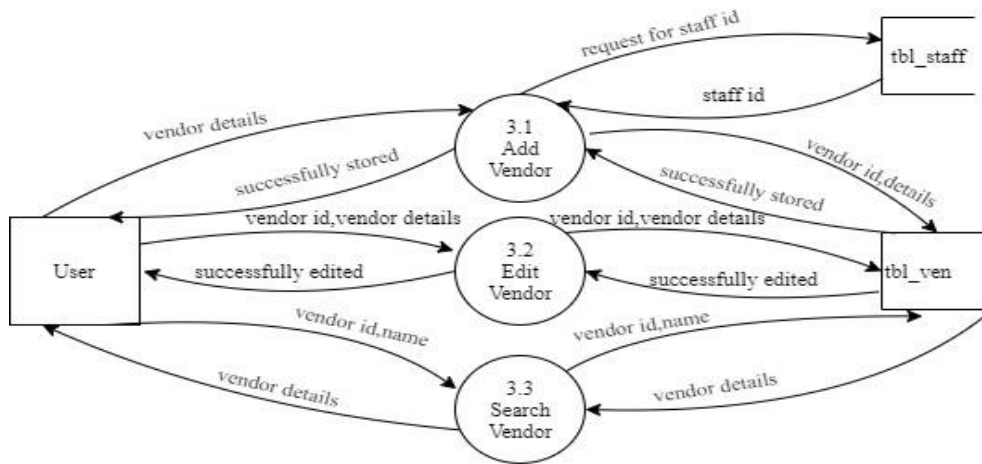 request for staff id
tbl_staff
staff id
vendor details
3.1
Add
Vendor
vendor id,details
successfully stored
successfully stored
vendor id,vendor details
vendor id,vendor details
User
3.2
Edit
Vendor
tbl_ven
successfully edited
successfully edited
vendor id,name
vendor id,name
3.3
Search
Vendor
vendor details
vendor details